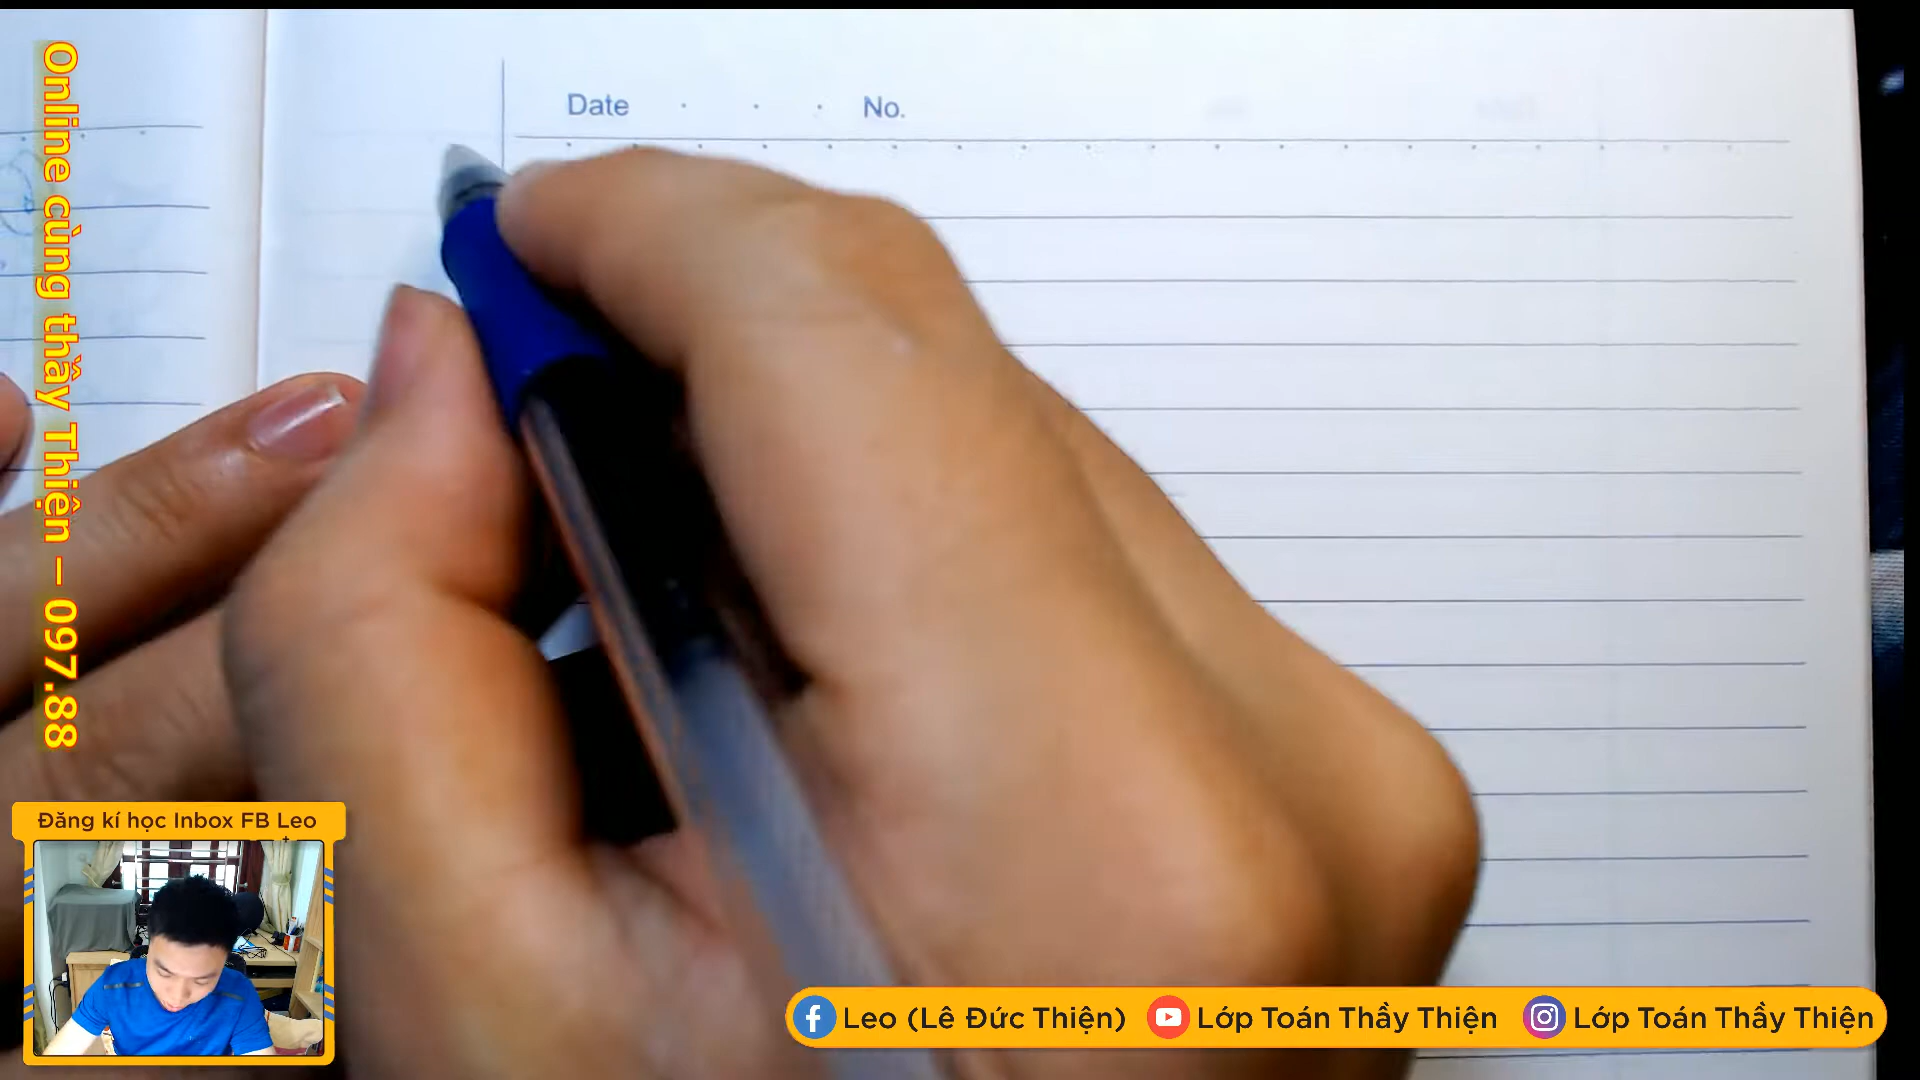 Online cùng thầy Thiện – 097.88
Date
No.
Đăng kí học Inbox FB Leo
Leo (Lê Đức Thiện)
Lớp Toán Thầy Thiện
Lớp Toán Thầy Thiện